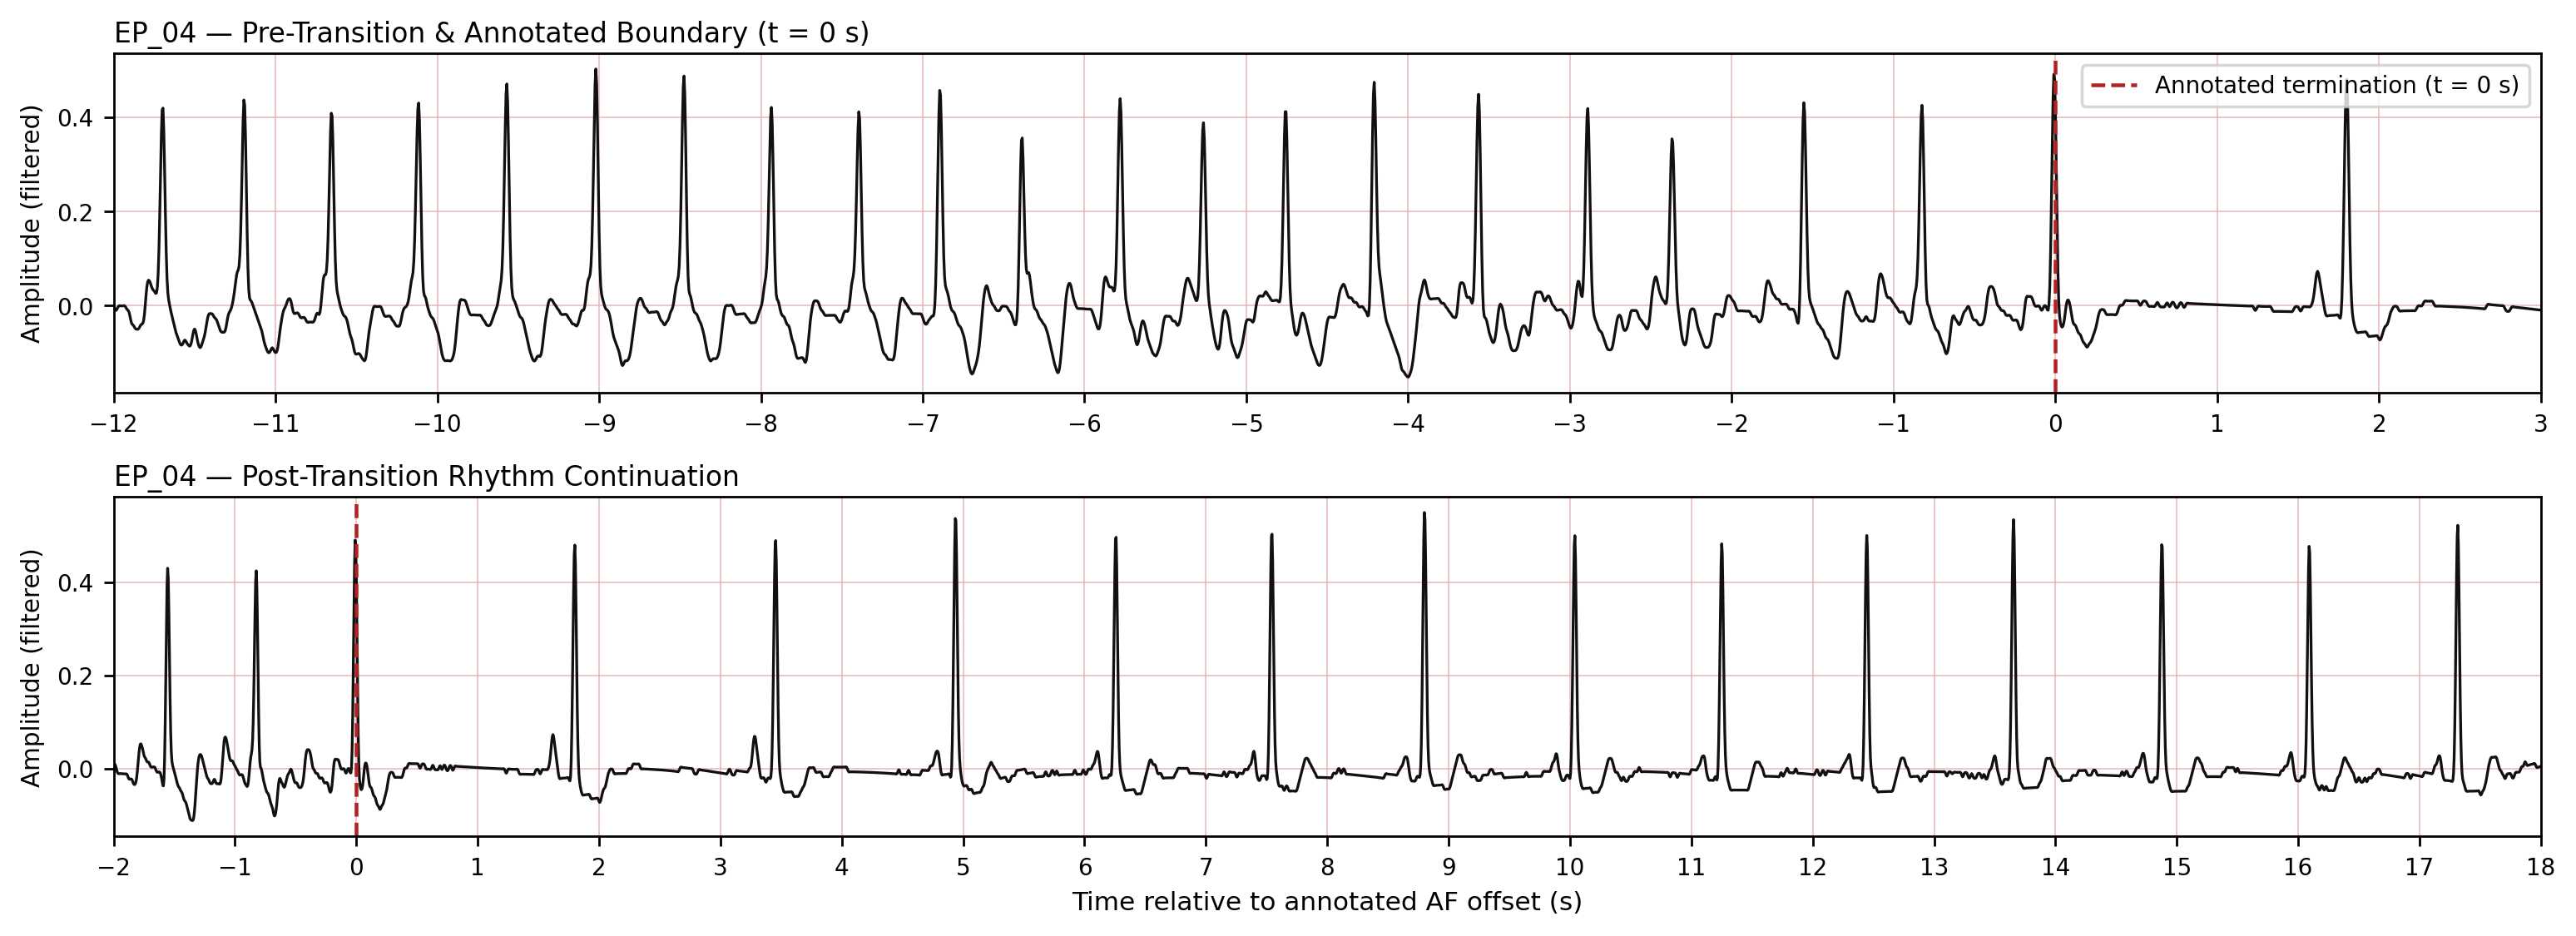 EP_04 — Pre-Transition & Annotated Boundary (t = 0 s)
Amplitude (filtered)
0.4
0.2
0.0
Annotated termination (t = 0 s)
−12 −11 −10 −9 −8 −7 −6 −5 −4 −3 −2 −1 0 1 2 3
EP_04 — Post-Transition Rhythm Continuation
Amplitude (filtered)
0.4
0.2
0.0
−2 −1 0 1 2 3 4 5 6 7 8 9 10 11 12 13 14 15 16 17 18
Time relative to annotated AF offset (s)